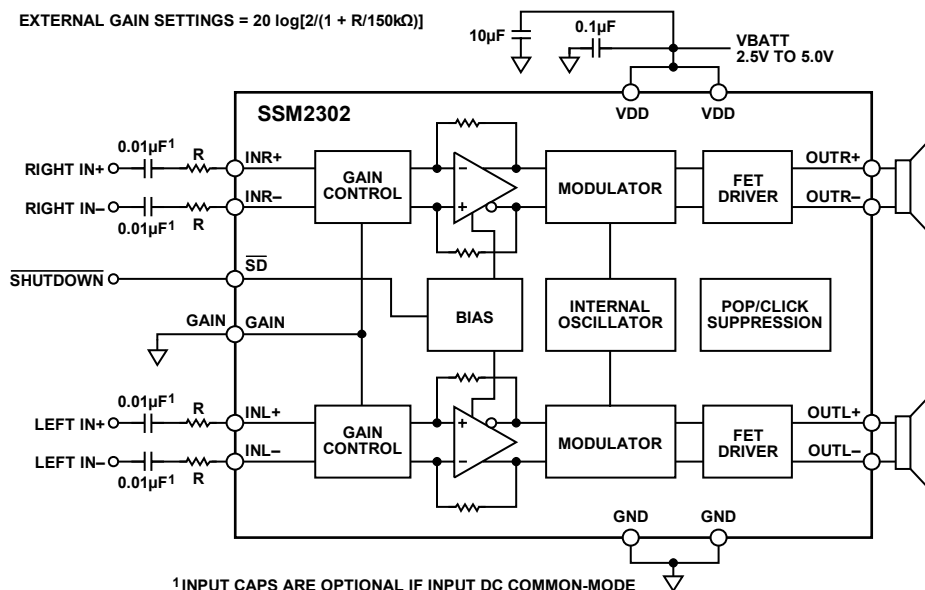 EXTERNAL GAIN SETTINGS = 20 log[2/(1 + R/150kΩ)]
10µF
0.1µF
VBATT
2.5V TO 5.0V
SSM2302
VDD
VDD
0.01µF1
R
RIGHT IN+
INR+
GAIN
CONTROL
MODULATOR
FET
DRIVER
OUTR+
RIGHT IN–
INR–
OUTR–
0.01µF1
R
SHUTDOWN
SD
BIAS
INTERNAL
OSCILLATOR
POP/CLICK
SUPPRESSION
GAIN
GAIN
0.01µF1
R
LEFT IN+
INL+
GAIN
CONTROL
MODULATOR
FET
DRIVER
OUTL+
LEFT IN–
INL–
OUTL–
0.01µF1
R
GND
GND
1 INPUT CAPS ARE OPTIONAL IF INPUT DC COMMON-MODE